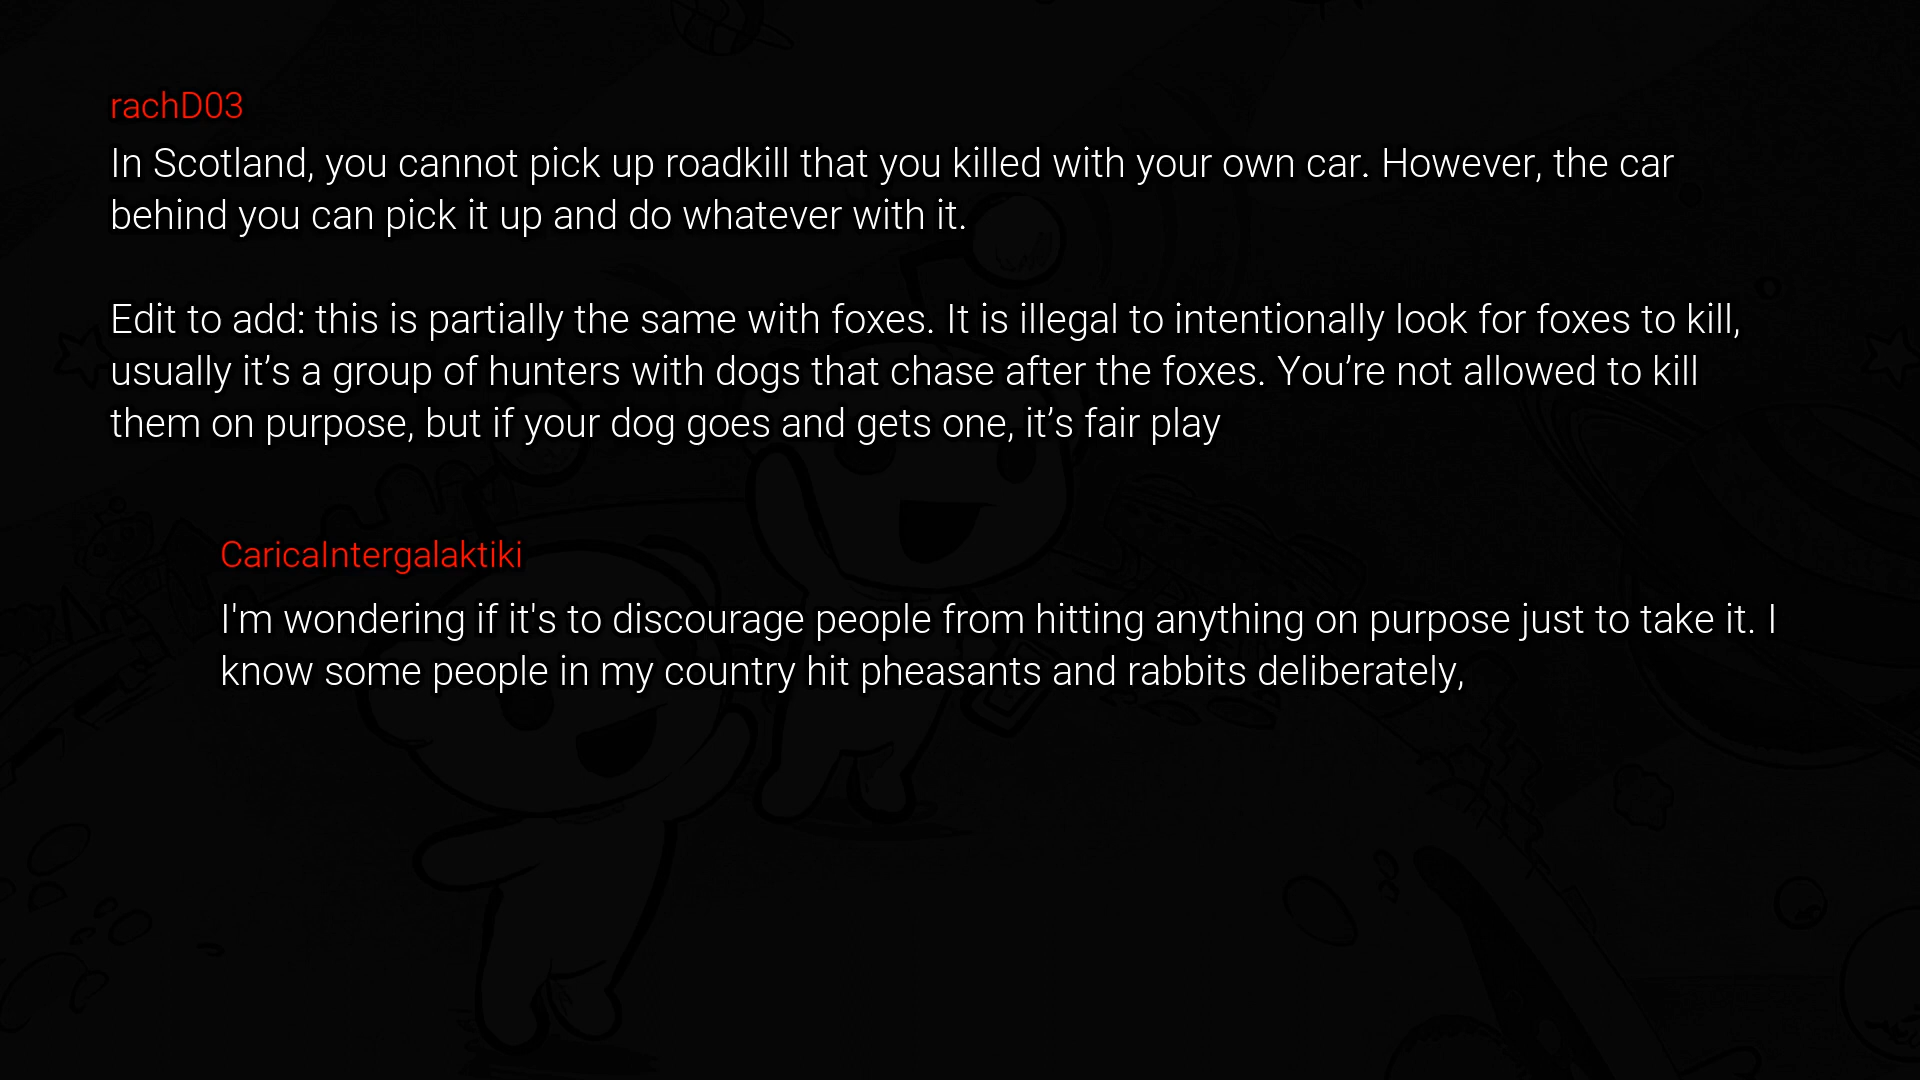 rachD03
In Scotland, you cannot pick up roadkill that you killed with your own car. However, the car
behind you can pick it up and do whatever with it.
Edit to add: this is partially the same with foxes. It is illegal to intentionally look for foxes to kill,
usually it’s a group of hunters with dogs that chase after the foxes. You’re not allowed to kill
them on purpose, but if your dog goes and gets one, it’s fair play
CaricaIntergalaktiki
I'm wondering if it's to discourage people from hitting anything on purpose just to take it. I
know some people in my country hit pheasants and rabbits deliberately,